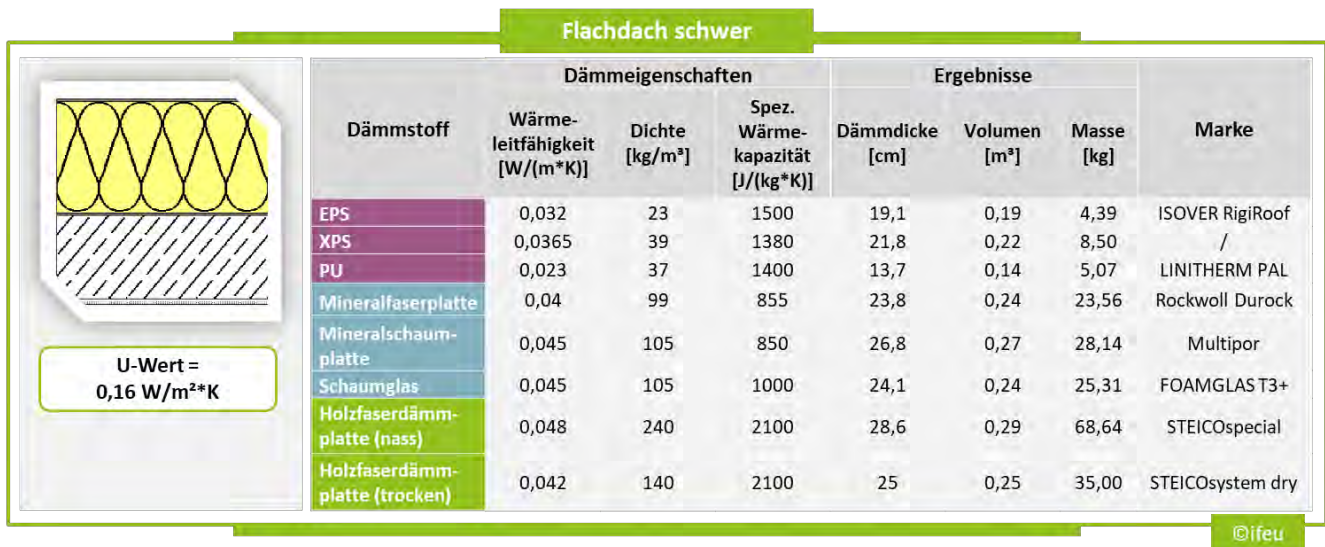 Flachdach schwer
U-Wert =
0,16 W/m²*K
Dämmeigenschaften Ergebnisse
Dämmstoff Wärme-leitfähigkeit [W/(m*K)] Dichte [kg/m³] Spez. Wärme-kapazität [J/(kg*K)] Dämmdicke [cm] Volumen [m³] Masse [kg] Marke
EPS 0,032 23 1500 19,1 0,19 4,39 ISOVER RigiRoof
XPS 0,0365 39 1380 21,8 0,22 8,50 /
PU 0,023 37 1400 13,7 0,14 5,07 LINITHERM PAL
Mineralfaserplatte 0,04 99 855 23,8 0,24 23,56 Rockwoll Durock
Mineralschaum-platte 0,045 105 850 26,8 0,27 28,14 Multipor
Schaumglas 0,045 105 1000 24,1 0,24 25,31 FOAMGLAS T3+
Holzfaserdämm-platte (nass) 0,048 240 2100 28,6 0,29 68,64 STEICOspecial
Holzfaserdämm-platte (trocken) 0,042 140 2100 25 0,25 35,00 STEICOsystem dry
©ifeu